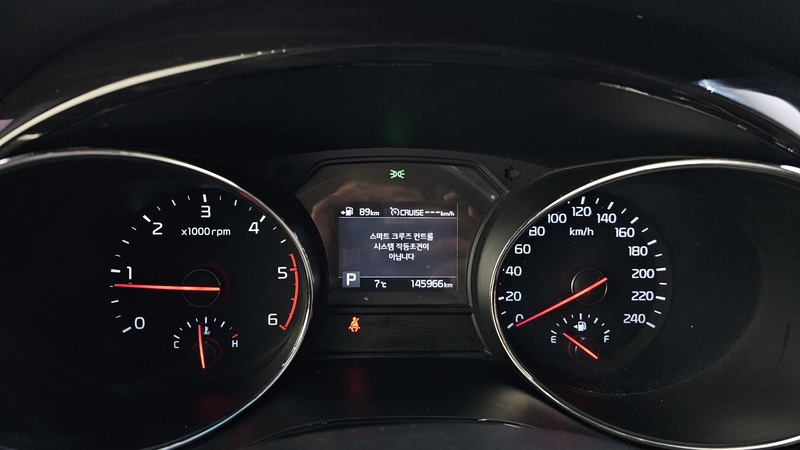 3
2 4
x1000rpm
1 5
0 6
C H
89km CRUISE---km/h
스마트 크루즈 컨트롤
시스템 작동조건이
아닙니다
P 7℃ 145966km
120
100 140
80 km/h 160
60 180
40 200
20 220
0 240
E F